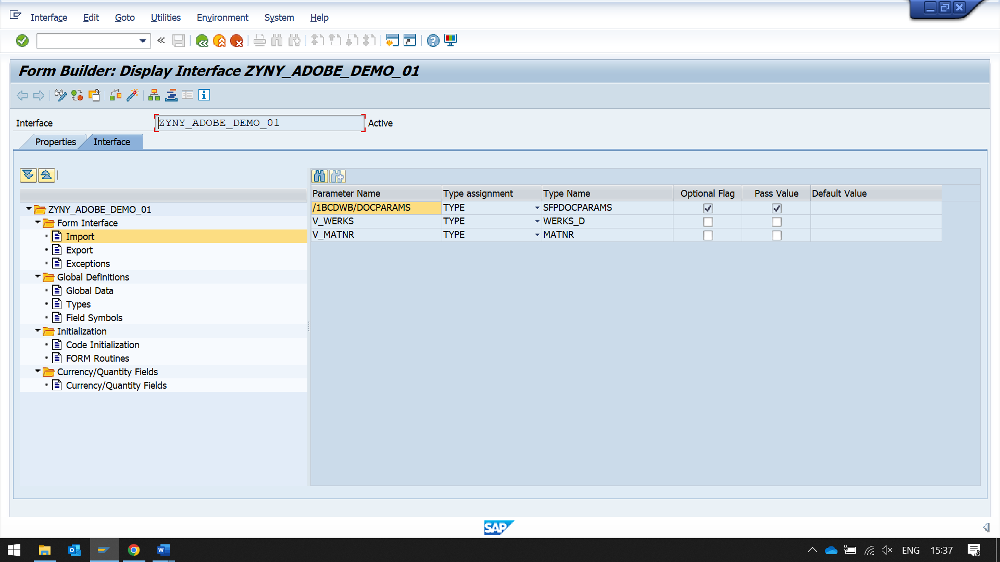 Interface Edit Goto Utilities Environment System Help
Form Builder: Display Interface ZYNY_ADOBE_DEMO_01
Interface ZYNY_ADOBE_DEMO_01 Active
Properties Interface
ZYNY_ADOBE_DEMO_01
Form Interface
Import
Export
Exceptions
Global Definitions
Global Data
Types
Field Symbols
Initialization
Code Initialization
FORM Routines
Currency/Quantity Fields
Currency/Quantity Fields
Parameter Name Type assignment Type Name Optional Flag Pass Value Default Value
/1BCDWB/DOCPARAMS TYPE SFPDOCPARAMS
V_WERKS TYPE WERKS_D
V_MATNR TYPE MATNR
SAP
ENG 15:37